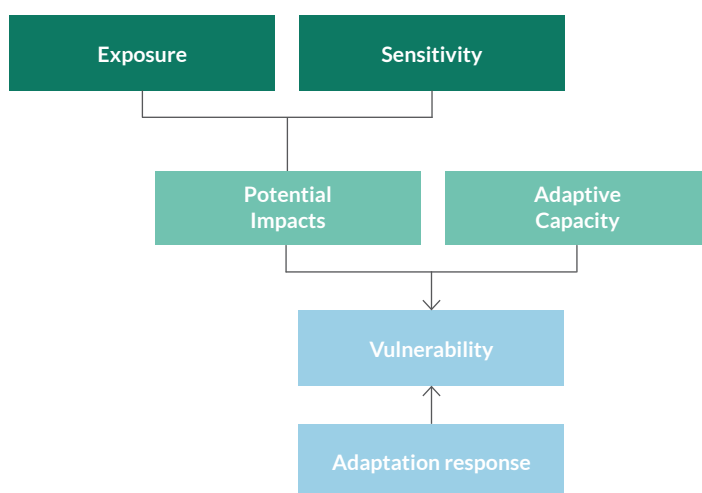 Exposure
Sensitivity
Potential
Impacts
Adaptive
Capacity
Vulnerability
Adaptation response